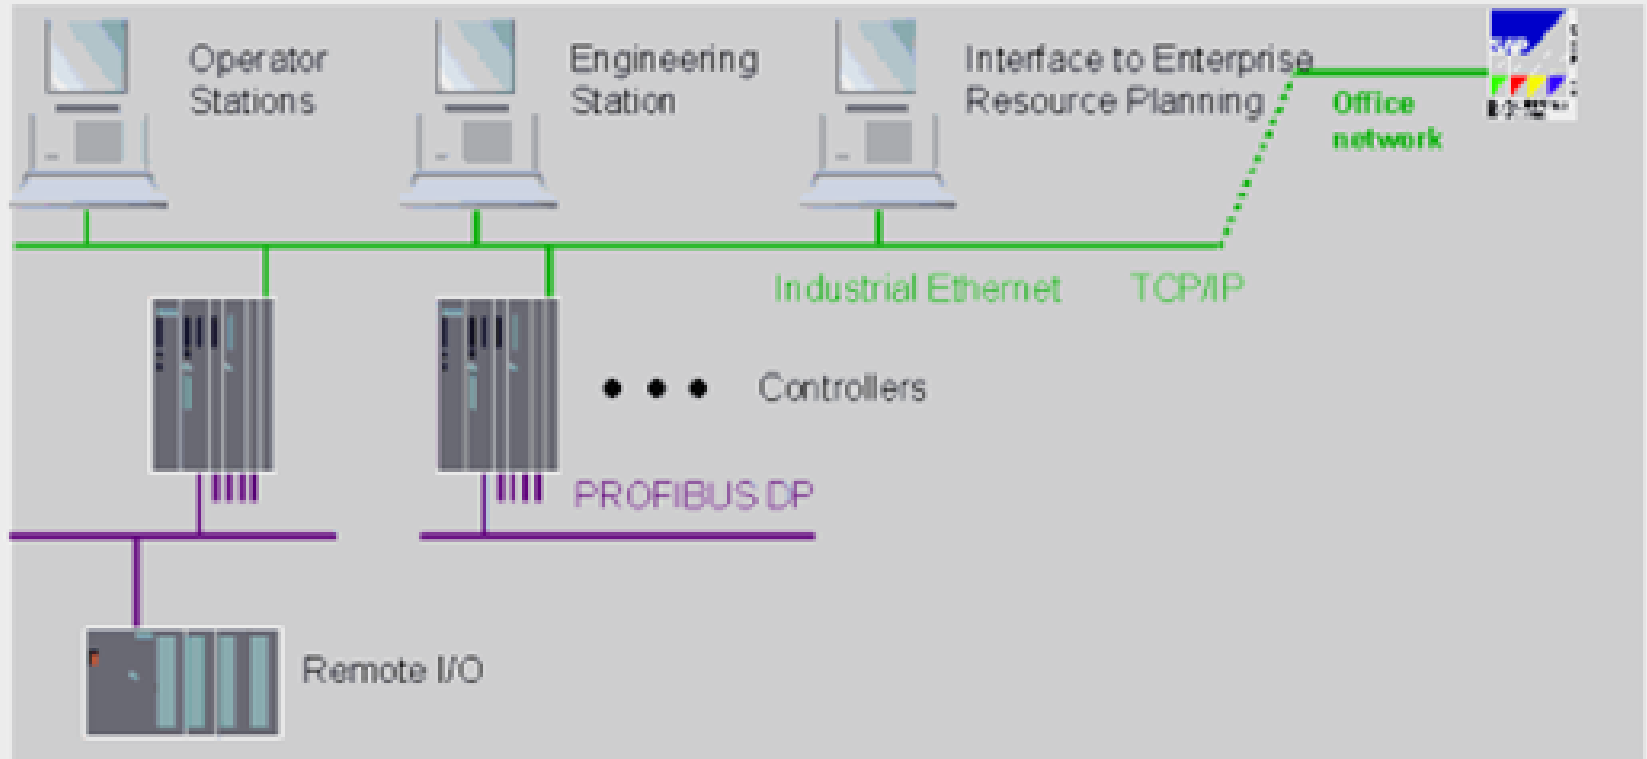 Operator
Stations
Engineering
Station
Interface to Enterprise
Resource Planning
Office
network
Industrial Ethernet
TCP/IP
Controllers
PROFIBUS DP
Remote I/O